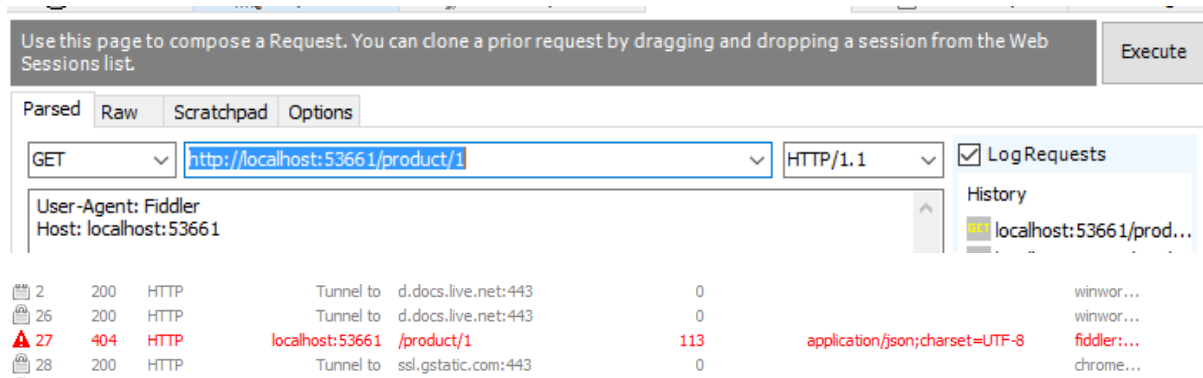 Use this page to compose a Request. You can clone a prior request by dragging and dropping a session from the Web
Sessions list.
Execute
Parsed Raw Scratchpad Options
GET http://localhost:53661/product/1 HTTP/1.1 Log Requests
User-Agent: Fiddler
Host: localhost:53661
History
GET localhost:53661/prod...
2 200 HTTP Tunnel to d.docs.live.net:443 0 winwor...
26 200 HTTP Tunnel to d.docs.live.net:443 0 winwor...
27 404 HTTP localhost:53661 /product/1 113 application/json;charset=UTF-8 fiddler:...
28 200 HTTP Tunnel to ssl.gstatic.com:443 0 chrome...